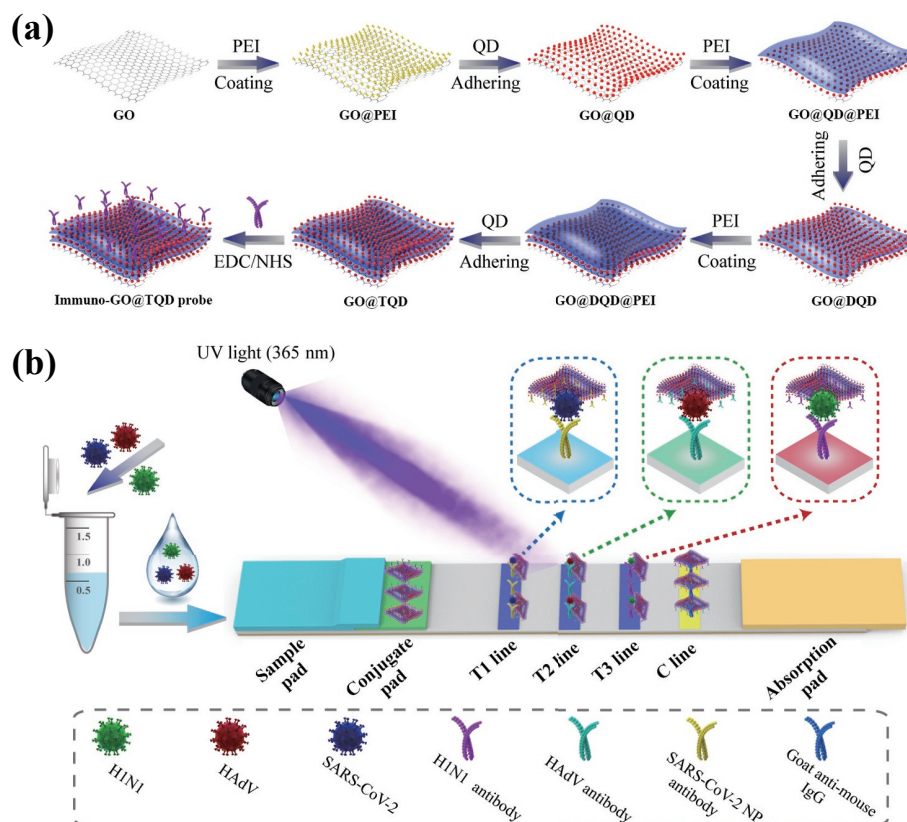 (a)
PEI
Coating
QD
Adhering
PEI
Coating
GO
GO@PEI
GO@QD
GO@QD@PEI
Adhering
QD
EDC/NHS
QD
Adhering
PEI
Coating
Immuno-GO@TQD probe
GO@TQD
GO@DQD@PEI
GO@DQD
(b)
UV light (365 nm)
1.5
1.0
0.5
Sample
pad
Conjugate
pad
T1 line
T2 line
T3 line
C line
Absorption
pad
H1N1
HAdV
SARS-CoV-2
H1N1
antibody
HAdV antibody
SARS-CoV-2 NP
antibody
Goat anti-mouse
IgG